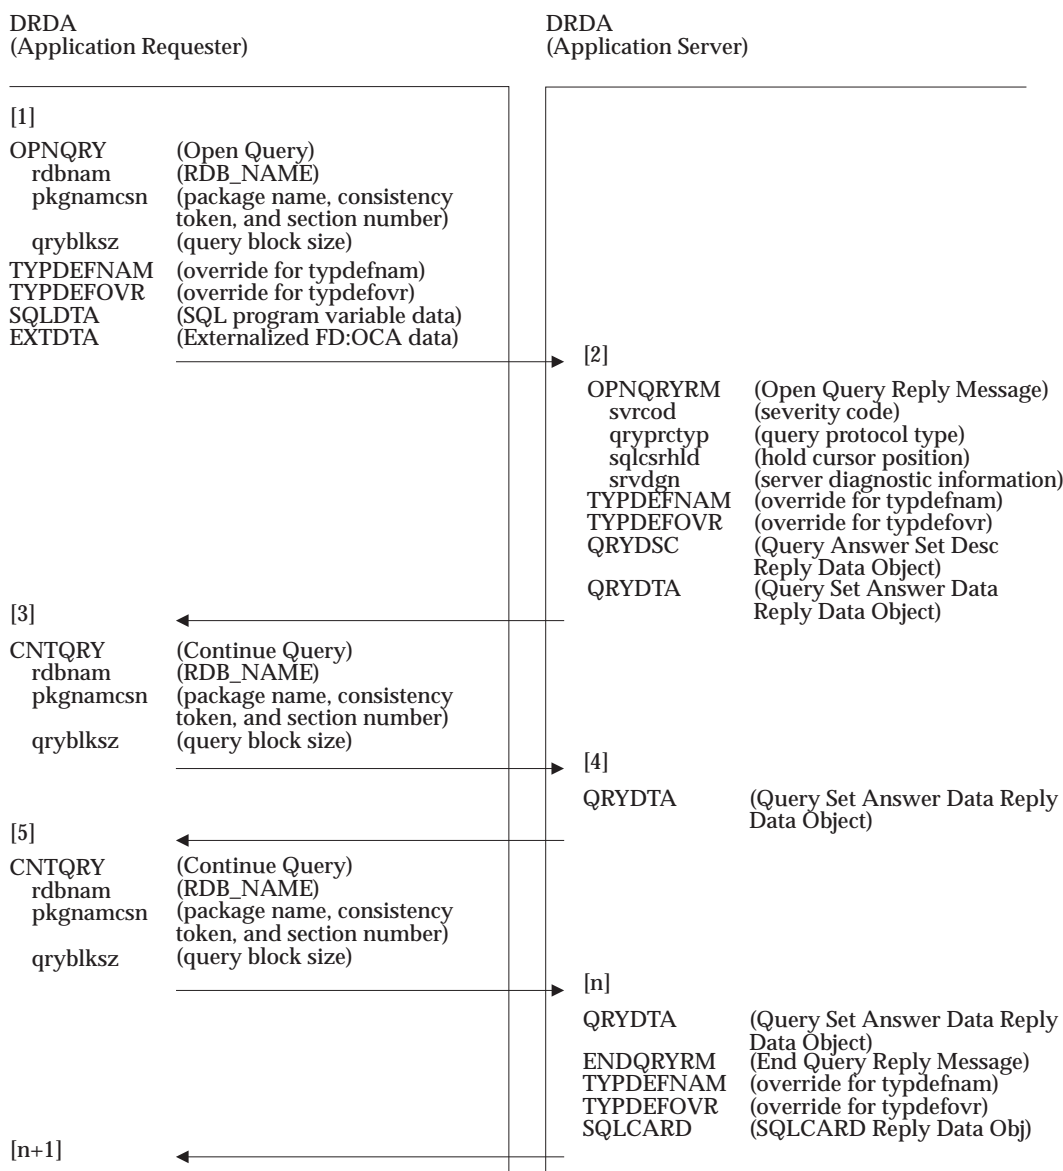 DRDA
(Application Requester)
DRDA
(Application Server)
[1]
OPNQRY (Open Query)
rdbnam (RDB_NAME)
pkgnamcsn (package name, consistency
token, and section number)
qryblksz (query block size)
TYPDEFNAM (override for typdefnam)
TYPDEFOVR (override for typdefovr)
SQLDTA (SQL program variable data)
EXTDTA (Externalized FD:OCA data)
[2]
OPNQRYRM (Open Query Reply Message)
svrcod (severity code)
qryprctyp (query protocol type)
sqlcsrhld (hold cursor position)
srvdgn (server diagnostic information)
TYPDEFNAM (override for typdefnam)
TYPDEFOVR (override for typdefovr)
QRYDSC (Query Answer Set Desc
Reply Data Object)
QRYDTA (Query Set Answer Data
Reply Data Object)
[3]
CNTQRY (Continue Query)
rdbnam (RDB_NAME)
pkgnamcsn (package name, consistency
token, and section number)
qryblksz (query block size)
[4]
QRYDTA (Query Set Answer Data Reply
Data Object)
[5]
CNTQRY (Continue Query)
rdbnam (RDB_NAME)
pkgnamcsn (package name, consistency
token, and section number)
qryblksz (query block size)
[n]
QRYDTA (Query Set Answer Data Reply
Data Object)
ENDQRYRM (End Query Reply Message)
TYPDEFNAM (override for typdefnam)
TYPDEFOVR (override for typdefovr)
SQLCARD (SQLCARD Reply Data Obj)
[n+1]